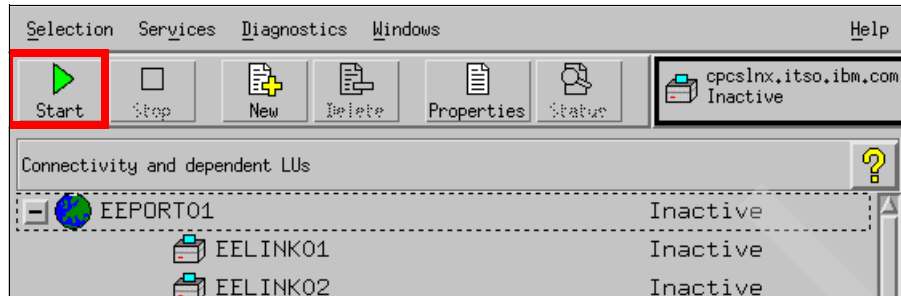 Selection Services Diagnostics Windows Help
Start Stop New Delete Properties Status
cpcslnx.itso.ibm.com
Inactive
Connectivity and dependent LUs
?
EEPORT01 Inactive
EELINK01 Inactive
EELINK02 Inactive